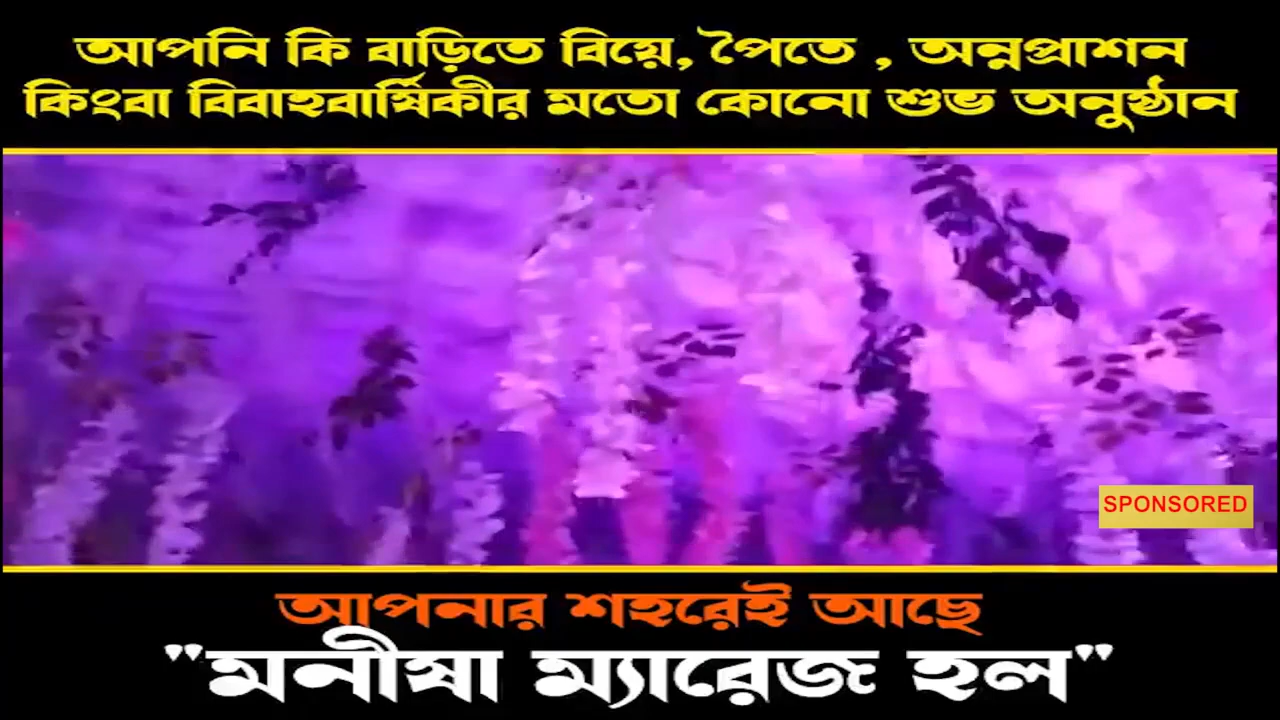 আপনি কি বাড়িতে বিয়ে, পৈতে , অন্নপ্রাশন
কিংবা বিবাহবার্ষিকীর মতো কোনো শুভ অনুষ্ঠান
SPONSORED
আপনার শহরেই আছে
"মনীষা ম্যারেজ হল"